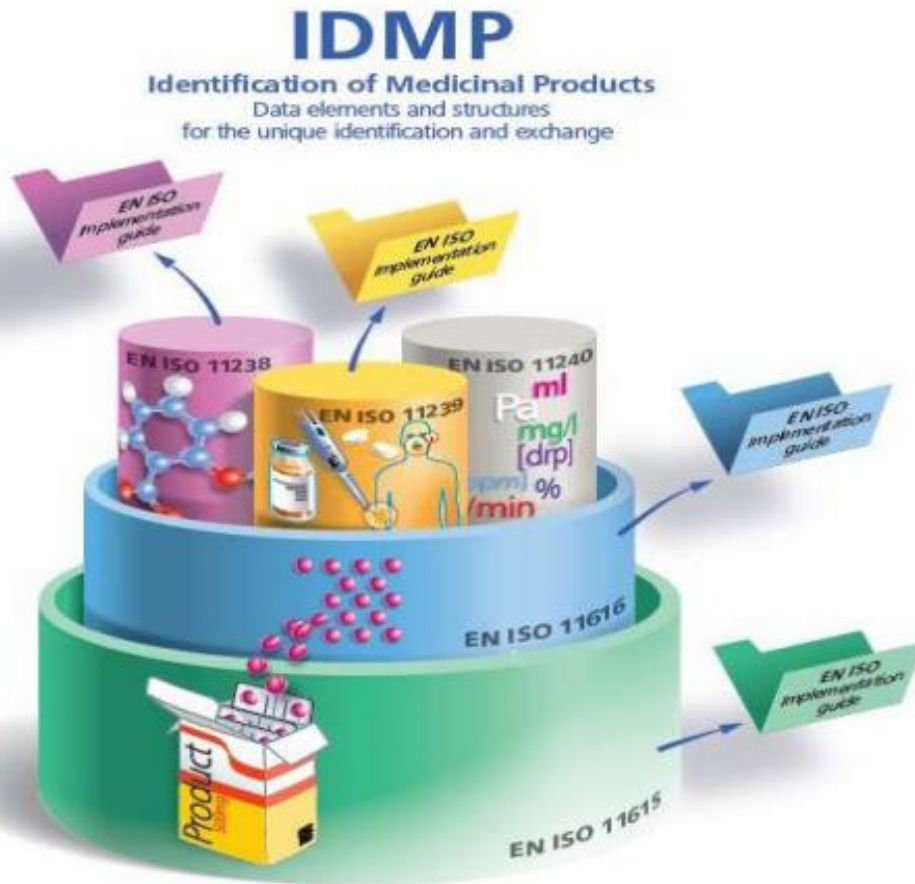 IDMP
Identification of Medicinal Products
Data elements and structures
for the unique identification and exchange
EN ISO
Implementation
guide
EN ISO
Implementation
guide
EN ISO 11238
EN ISO 11239
EN ISO 11240
ml
Pa
mg/l
[drp]
%
/min
EN ISO
Implementation
guide
EN ISO 11616
EN ISO
Implementation
guide
Product
EN ISO 11615